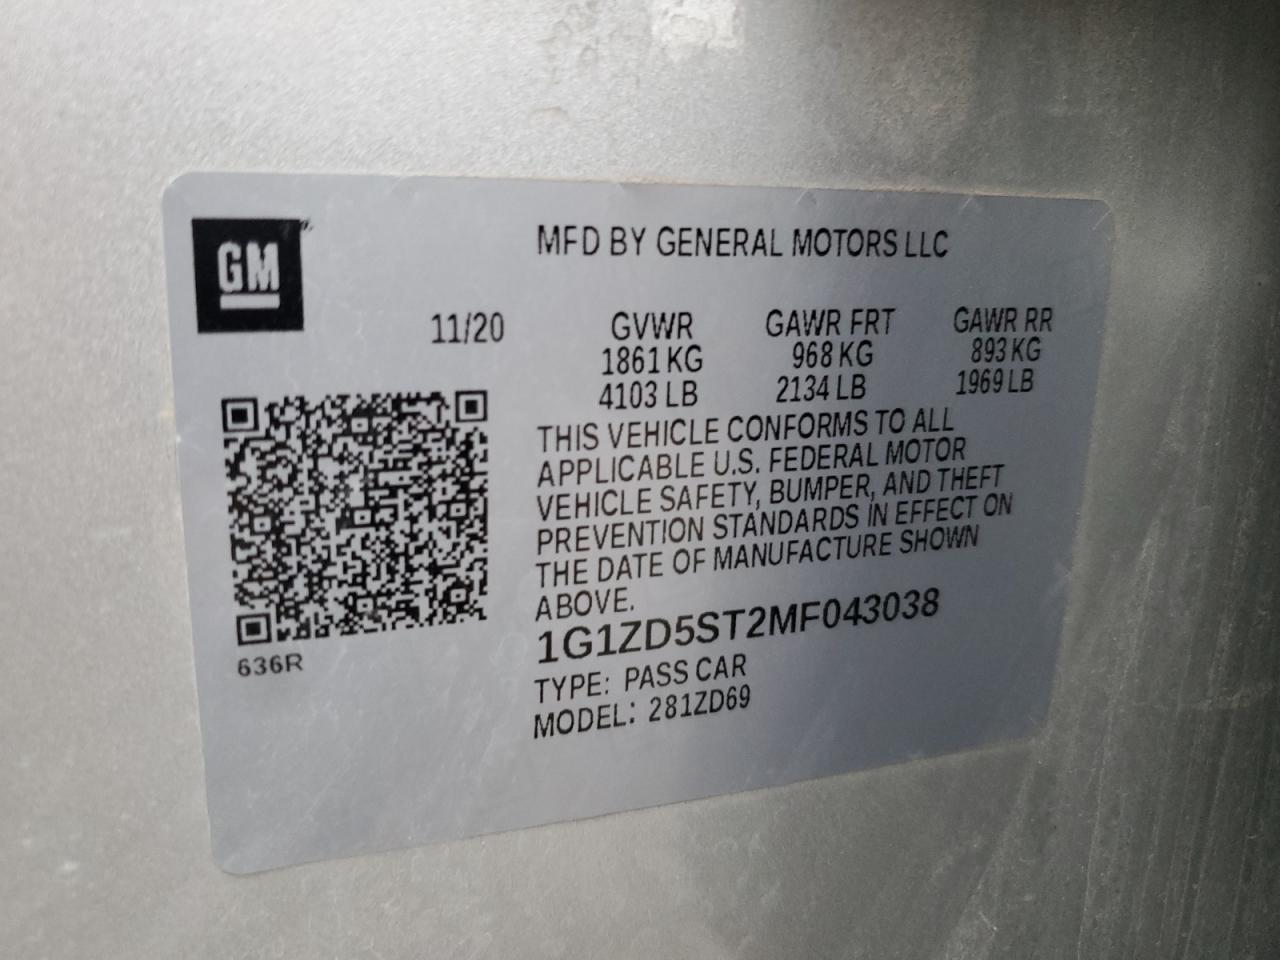 GM
MFD BY GENERAL MOTORS LLC
11/20 GVWR GAWR FRT GAWR RR
1861 KG 968 KG 893 KG
4103 LB 2134 LB 1969 LB
THIS VEHICLE CONFORMS TO ALL
APPLICABLE U.S. FEDERAL MOTOR
VEHICLE SAFETY, BUMPER, AND THEFT
PREVENTION STANDARDS IN EFFECT ON
THE DATE OF MANUFACTURE SHOWN
ABOVE.
1G1ZD5ST2MF043038
636R
TYPE: PASS CAR
MODEL: 281ZD69